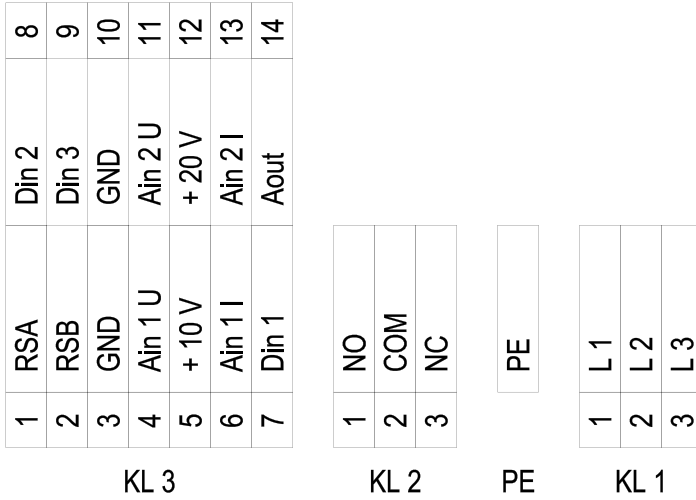 8 9 10 11 12 13 14
Din 2
Din 3
GND
Ain 2 U
+ 20 V
Ain 2 I
Aout
RSA
RSB
GND
Ain 1 U
+ 10 V
Ain 1 I
Din 1
1 2 3 4 5 6 7
NO
COM
NC
1 2 3
PE
L 1
L 2
L 3
1 2 3
KL 3 KL 2 PE KL 1